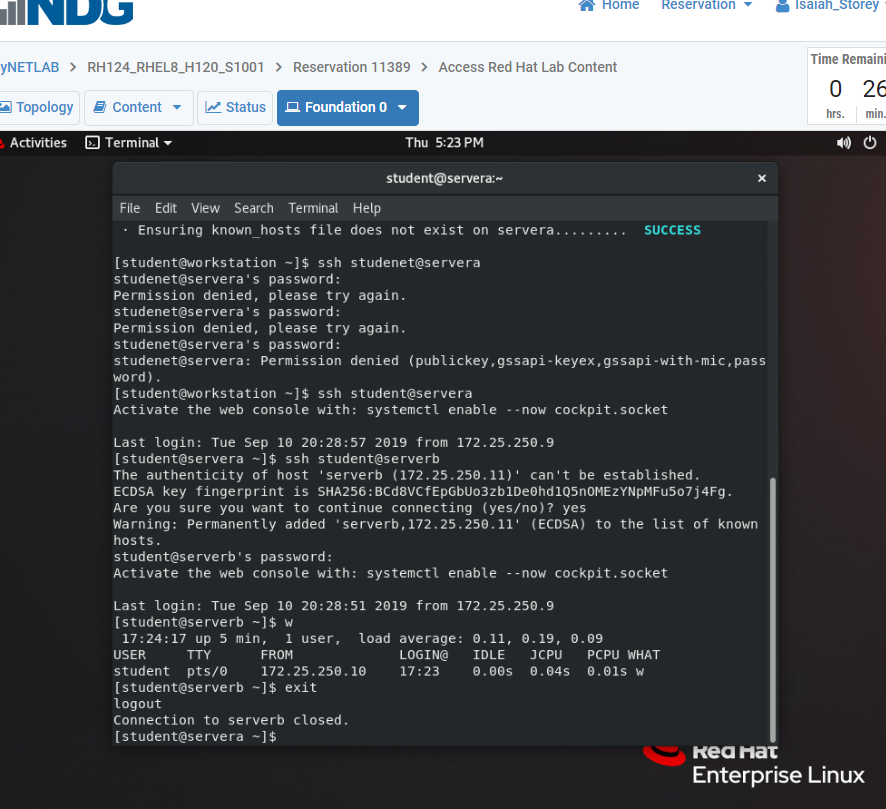 NDG
Home Reservation Isaiah_Storey
yNETLAB > RH124_RHEL8_H120_S1001 > Reservation 11389 > Access Red Hat Lab Content
Time Remaini
0 26
hrs. min.
Topology Content Status Foundation 0
Activities Terminal Thu 5:23 PM
student@servera:~ ×
File Edit View Search Terminal Help
· Ensuring known_hosts file does not exist on servera......... SUCCESS
[student@workstation ~]$ ssh studenet@servera
studenet@servera's password:
Permission denied, please try again.
studenet@servera's password:
Permission denied, please try again.
studenet@servera's password:
studenet@servera: Permission denied (publickey,gssapi-keyex,gssapi-with-mic,pass
word).
[student@workstation ~]$ ssh student@servera
Activate the web console with: systemctl enable --now cockpit.socket
Last login: Tue Sep 10 20:28:57 2019 from 172.25.250.9
[student@servera ~]$ ssh student@serverb
The authenticity of host 'serverb (172.25.250.11)' can't be established.
ECDSA key fingerprint is SHA256:BCd8VCfEpGbUo3zb1De0hd1Q5nOMEzYNpMFu5o7j4Fg.
Are you sure you want to continue connecting (yes/no)? yes
Warning: Permanently added 'serverb,172.25.250.11' (ECDSA) to the list of known
hosts.
student@serverb's password:
Activate the web console with: systemctl enable --now cockpit.socket
Last login: Tue Sep 10 20:28:51 2019 from 172.25.250.9
[student@serverb ~]$ w
17:24:17 up 5 min, 1 user, load average: 0.11, 0.19, 0.09
USER TTY FROM LOGIN@ IDLE JCPU PCPU WHAT
student pts/0 172.25.250.10 17:23 0.00s 0.04s 0.01s w
[student@serverb ~]$ exit
logout
Connection to serverb closed.
[student@servera ~]$
Red Hat
Enterprise Linux